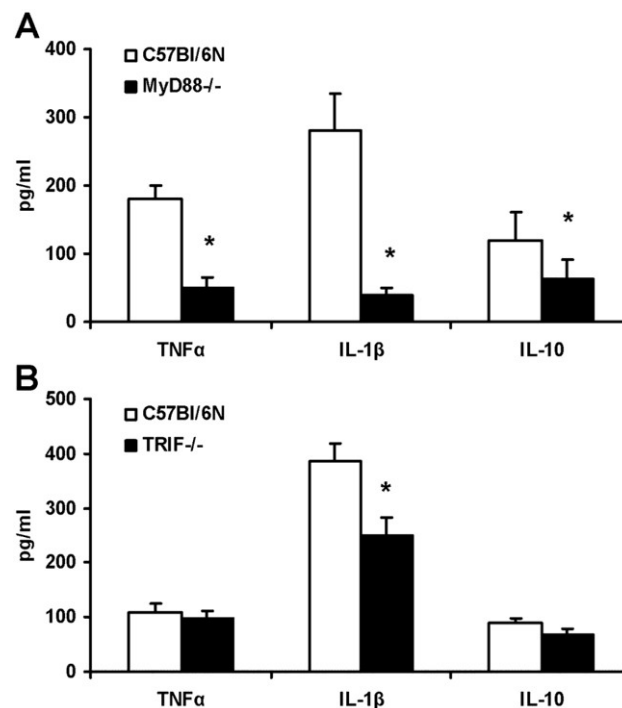 A
C57Bl/6N
MyD88-/-
400
300
200
100
0
pg/ml
*
*
*
TNFα
IL-1β
IL-10
B
C57Bl/6N
TRIF-/-
500
400
300
200
100
0
pg/ml
*
TNFα
IL-1β
IL-10